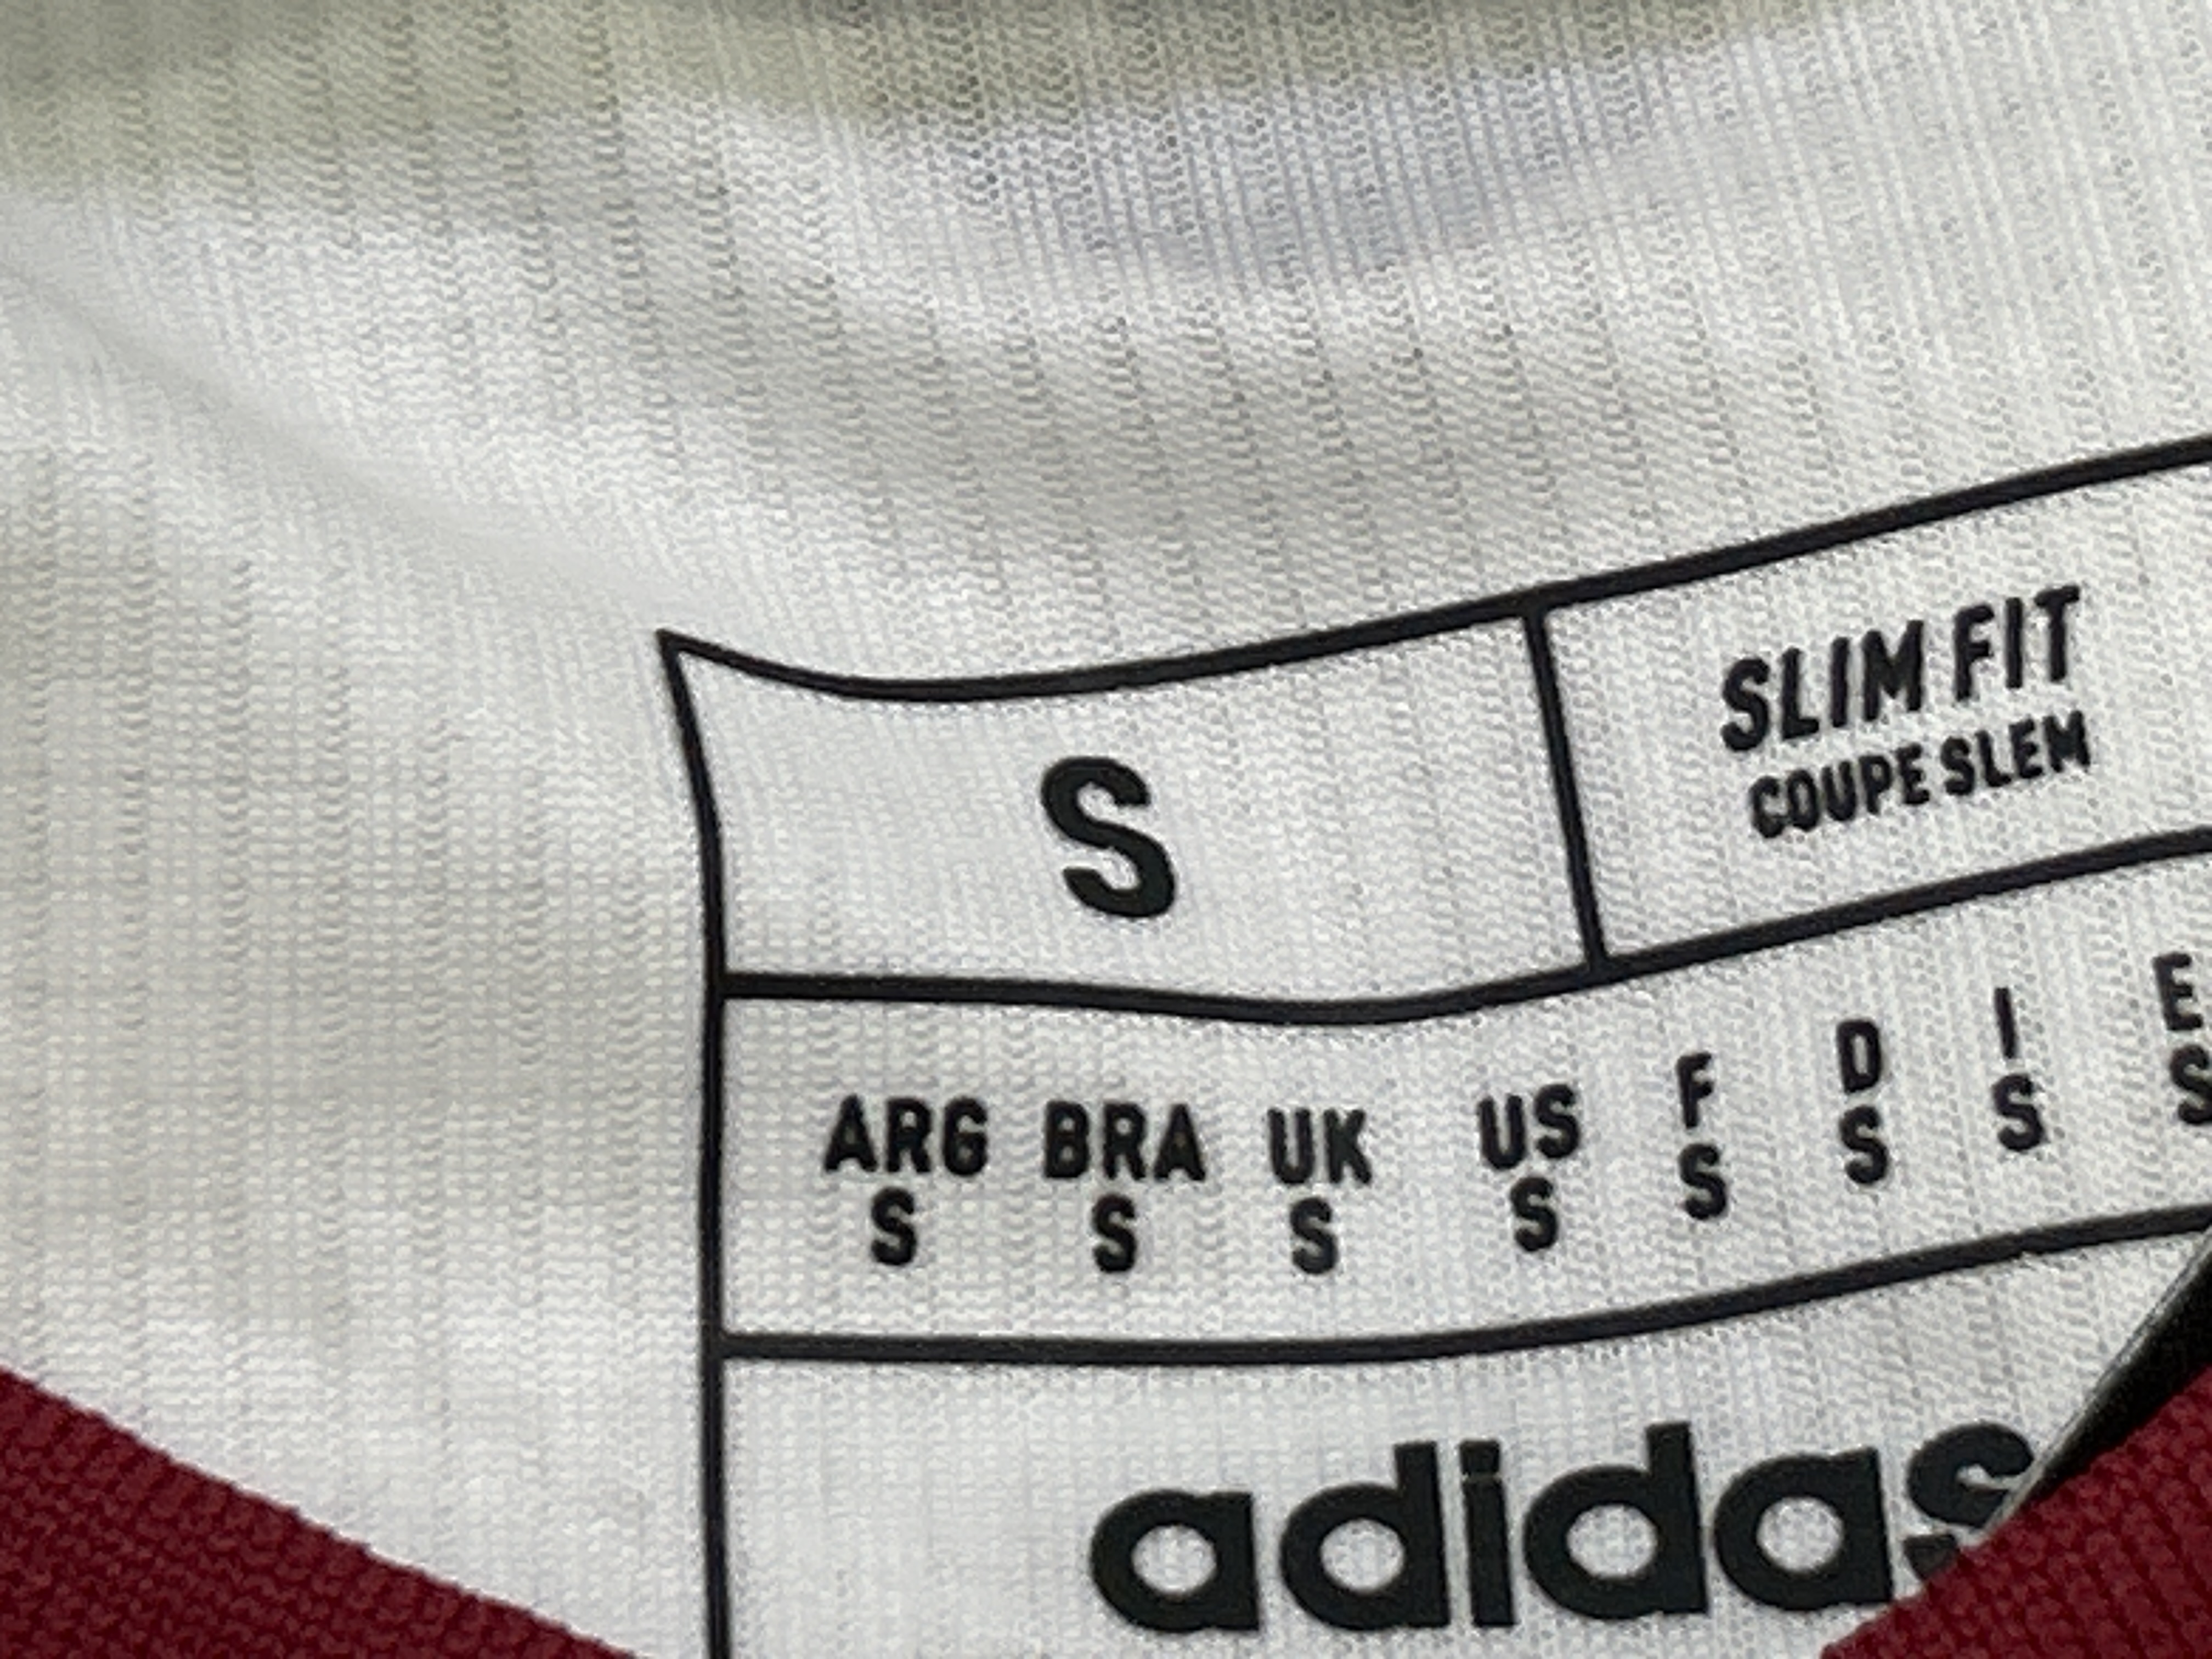 S
SLIM FIT
COUPE SLEM
ARG BRA UK US F D I E
S S S S S S S S
adidas